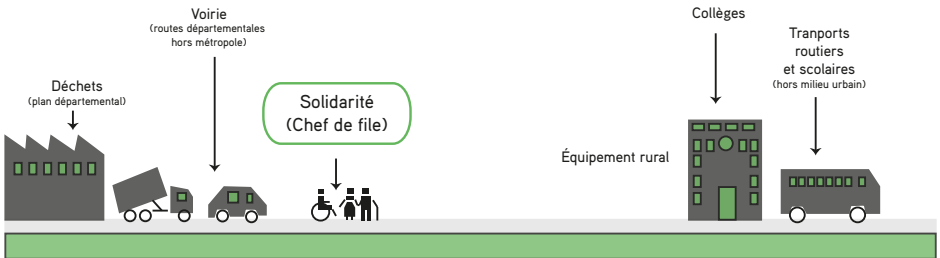 Déchets
(plan départemental)
Voirie
(routes départementales
hors métropole)
Solidarité
(Chef de file)
Équipement rural
Collèges
Tranports
routiers
et scolaires
(hors milieu urbain)